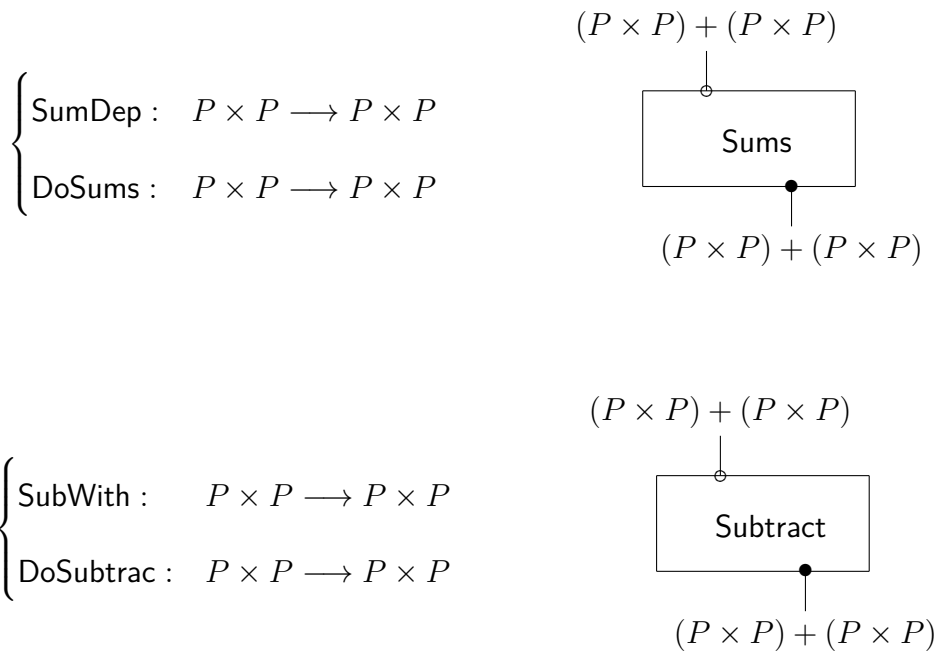 (P × P) + (P × P)
SumDep : P × P ⟶ P × P
Sums
DoSums : P × P ⟶ P × P
(P × P) + (P × P)
(P × P) + (P × P)
SubWith : P × P ⟶ P × P
Subtract
DoSubtrac : P × P ⟶ P × P
(P × P) + (P × P)